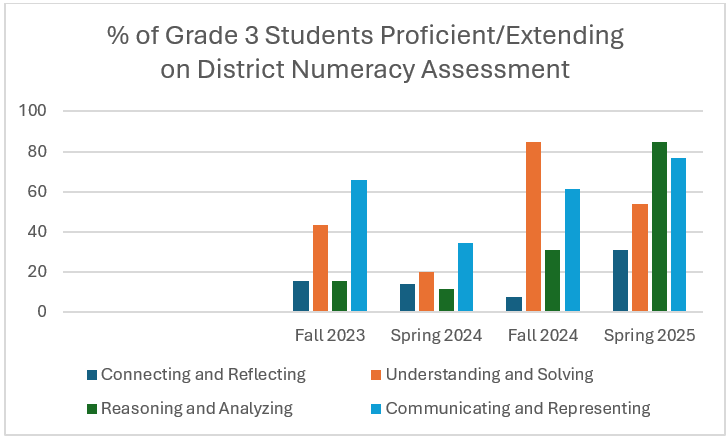 % of Grade 3 Students Proficient/Extending
on District Numeracy Assessment
100
80
60
40
20
0
Fall 2023 Spring 2024 Fall 2024 Spring 2025
Connecting and Reflecting Understanding and Solving
Reasoning and Analyzing Communicating and Representing